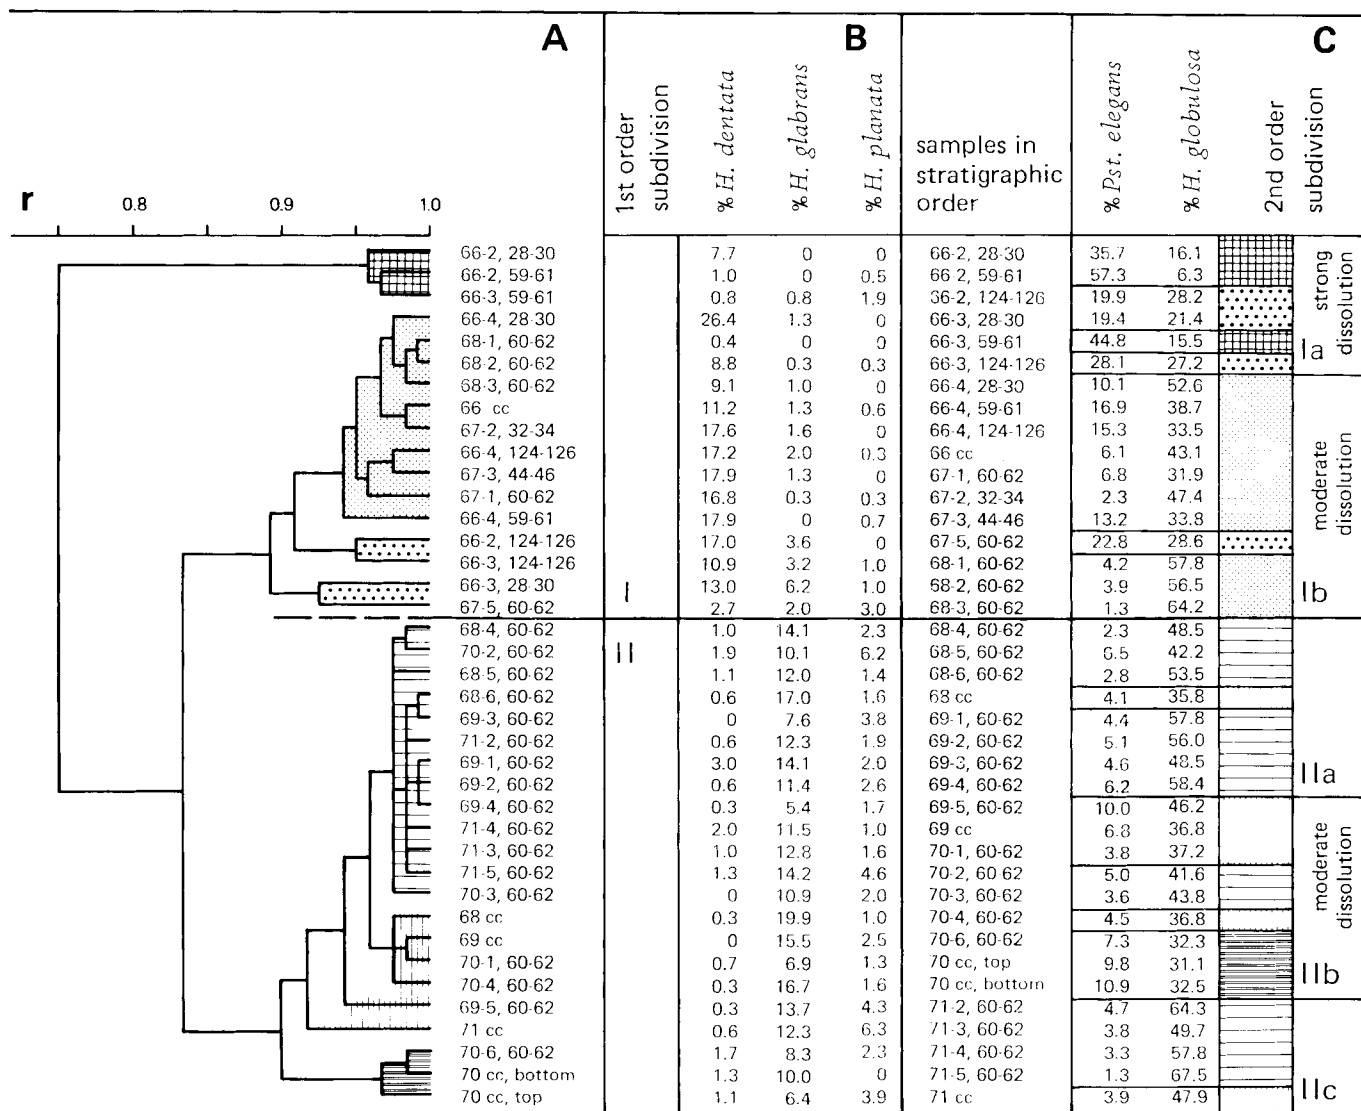 A
B
C
1st order subdivision
% H. dentata
% H. glabrans
% H. planata
samples in stratigraphic order
% Pst. elegans
% H. globulosa
2nd order subdivision
r 0.8 0.9 1.0
66-2, 28-30 7.7 0 0 66-2, 28-30 35.7 16.1
66-2, 59-61 1.0 0 0.5 66-2, 59-61 57.3 6.3
66-3, 59-61 0.8 0.8 1.9 66-2, 124-126 19.9 28.2
66-4, 28-30 26.4 1.3 0 66-3, 28-30 19.4 21.4
68-1, 60-62 0.4 0 0 66-3, 59-61 44.8 15.5
68-2, 60-62 8.8 0.3 0.3 66-3, 124-126 28.1 27.2
68-3, 60-62 9.1 1.0 0 66-4, 28-30 10.1 52.6
66 cc 11.2 1.3 0.6 66-4, 59-61 16.9 38.7
67-2, 32-34 17.6 1.6 0 66-4, 124-126 15.3 33.5
66-4, 124-126 17.2 2.0 0.3 66 cc 6.1 43.1
67-3, 44-46 17.9 1.3 0 67-1, 60-62 6.8 31.9
67-1, 60-62 16.8 0.3 0.3 67-2, 32-34 2.3 47.4
66-4, 59-61 17.9 0 0.7 67-3, 44-46 13.2 33.8
66-2, 124-126 17.0 3.6 0 67-5, 60-62 22.8 28.6
66-3, 124-126 10.9 3.2 1.0 68-1, 60-62 4.2 57.8
66-3, 28-30 13.0 6.2 1.0 68-2, 60-62 3.9 56.5
67-5, 60-62 2.7 2.0 3.0 68-3, 60-62 1.3 64.2
68-4, 60-62 1.0 14.1 2.3 68-4, 60-62 2.3 48.5
70-2, 60-62 1.9 10.1 6.2 68-5, 60-62 6.5 42.2
68-5, 60-62 1.1 12.0 1.4 68-6, 60-62 2.8 53.5
68-6, 60-62 0.6 17.0 1.6 68 cc 4.1 35.8
69-3, 60-62 0 7.6 3.8 69-1, 60-62 4.4 57.8
71-2, 60-62 0.6 12.3 1.9 69-2, 60-62 5.1 56.0
69-1, 60-62 3.0 14.1 2.0 69-3, 60-62 4.6 48.5
69-2, 60-62 0.6 11.4 2.6 69-4, 60-62 6.2 58.4
69-4, 60-62 0.3 5.4 1.7 69-5, 60-62 10.0 46.2
71-4, 60-62 2.0 11.5 1.0 69 cc 6.8 36.8
71-3, 60-62 1.0 12.8 1.6 70-1, 60-62 3.8 37.2
71-5, 60-62 1.3 14.2 4.6 70-2, 60-62 5.0 41.6
70-3, 60-62 0 10.9 2.0 70-3, 60-62 3.6 43.8
68 cc 0.3 19.9 1.0 70-4, 60-62 4.5 36.8
69 cc 0 15.5 2.5 70-6, 60-62 7.3 32.3
70-1, 60-62 0.7 6.9 1.3 70 cc, top 9.8 31.1
70-4, 60-62 0.3 16.7 1.6 70 cc, bottom 10.9 32.5
69-5, 60-62 0.3 13.7 4.3 71-2, 60-62 4.7 64.3
71 cc 0.6 12.3 6.3 71-3, 60-62 3.8 49.7
70-6, 60-62 1.7 8.3 2.3 71-4, 60-62 3.3 57.8
70 cc, bottom 1.3 10.0 0 71-5, 60-62 1.3 67.5
70 cc, top 1.1 6.4 3.9 71 cc 3.9 47.9
I
II
strong dissolution
Ia
moderate dissolution
Ib
IIa
moderate dissolution
IIb
IIc